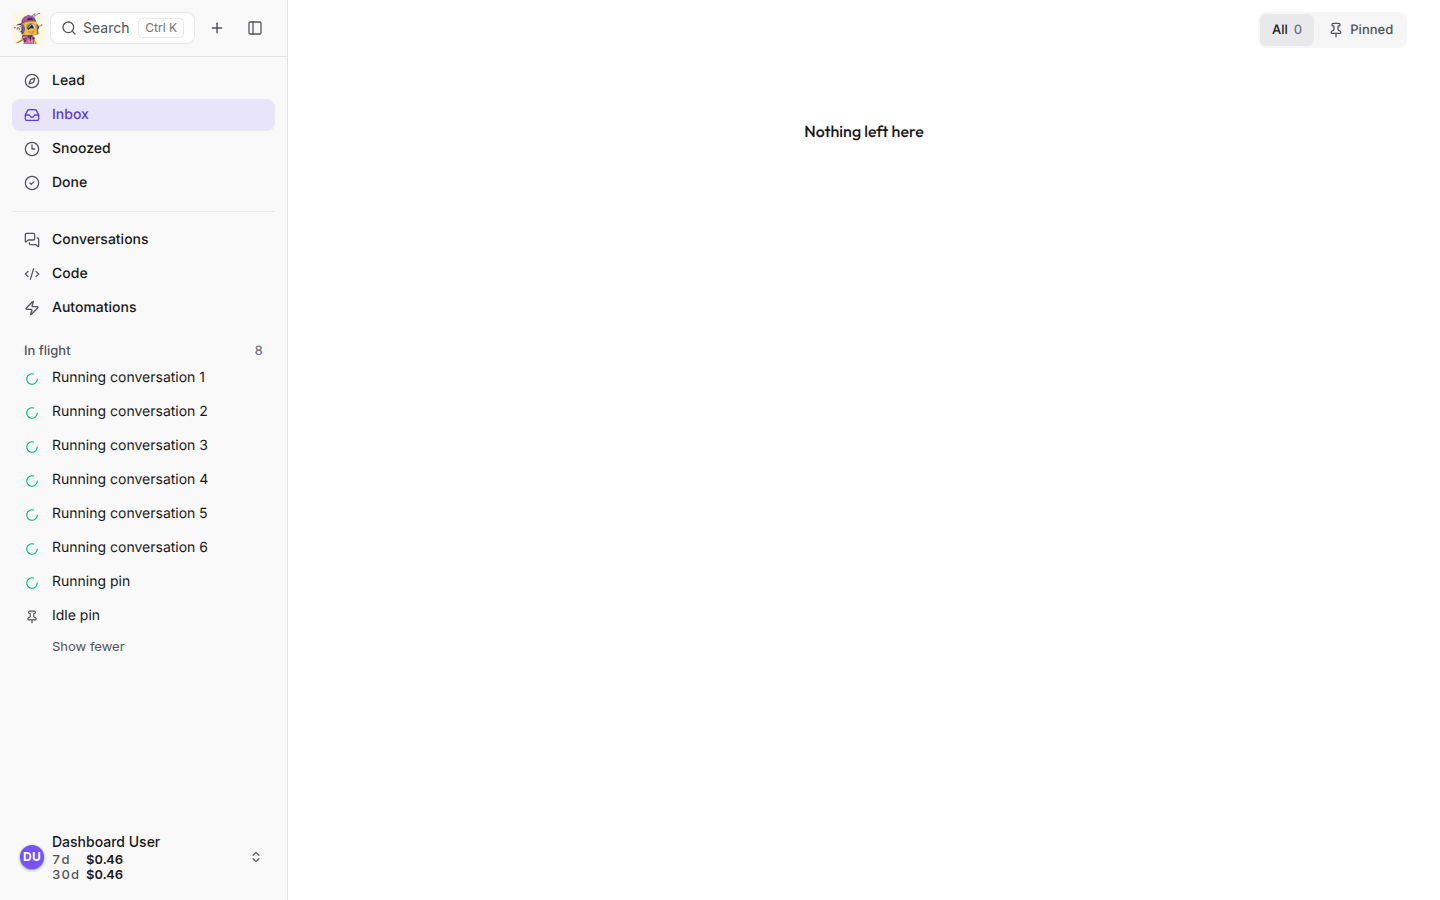 Search Ctrl K
All 0 Pinned
Lead
Inbox
Snoozed
Done
Conversations
Code
Automations
In flight 8
Running conversation 1
Running conversation 2
Running conversation 3
Running conversation 4
Running conversation 5
Running conversation 6
Running pin
Idle pin
Show fewer
DU
Dashboard User
7d $0.46
30d $0.46
Nothing left here